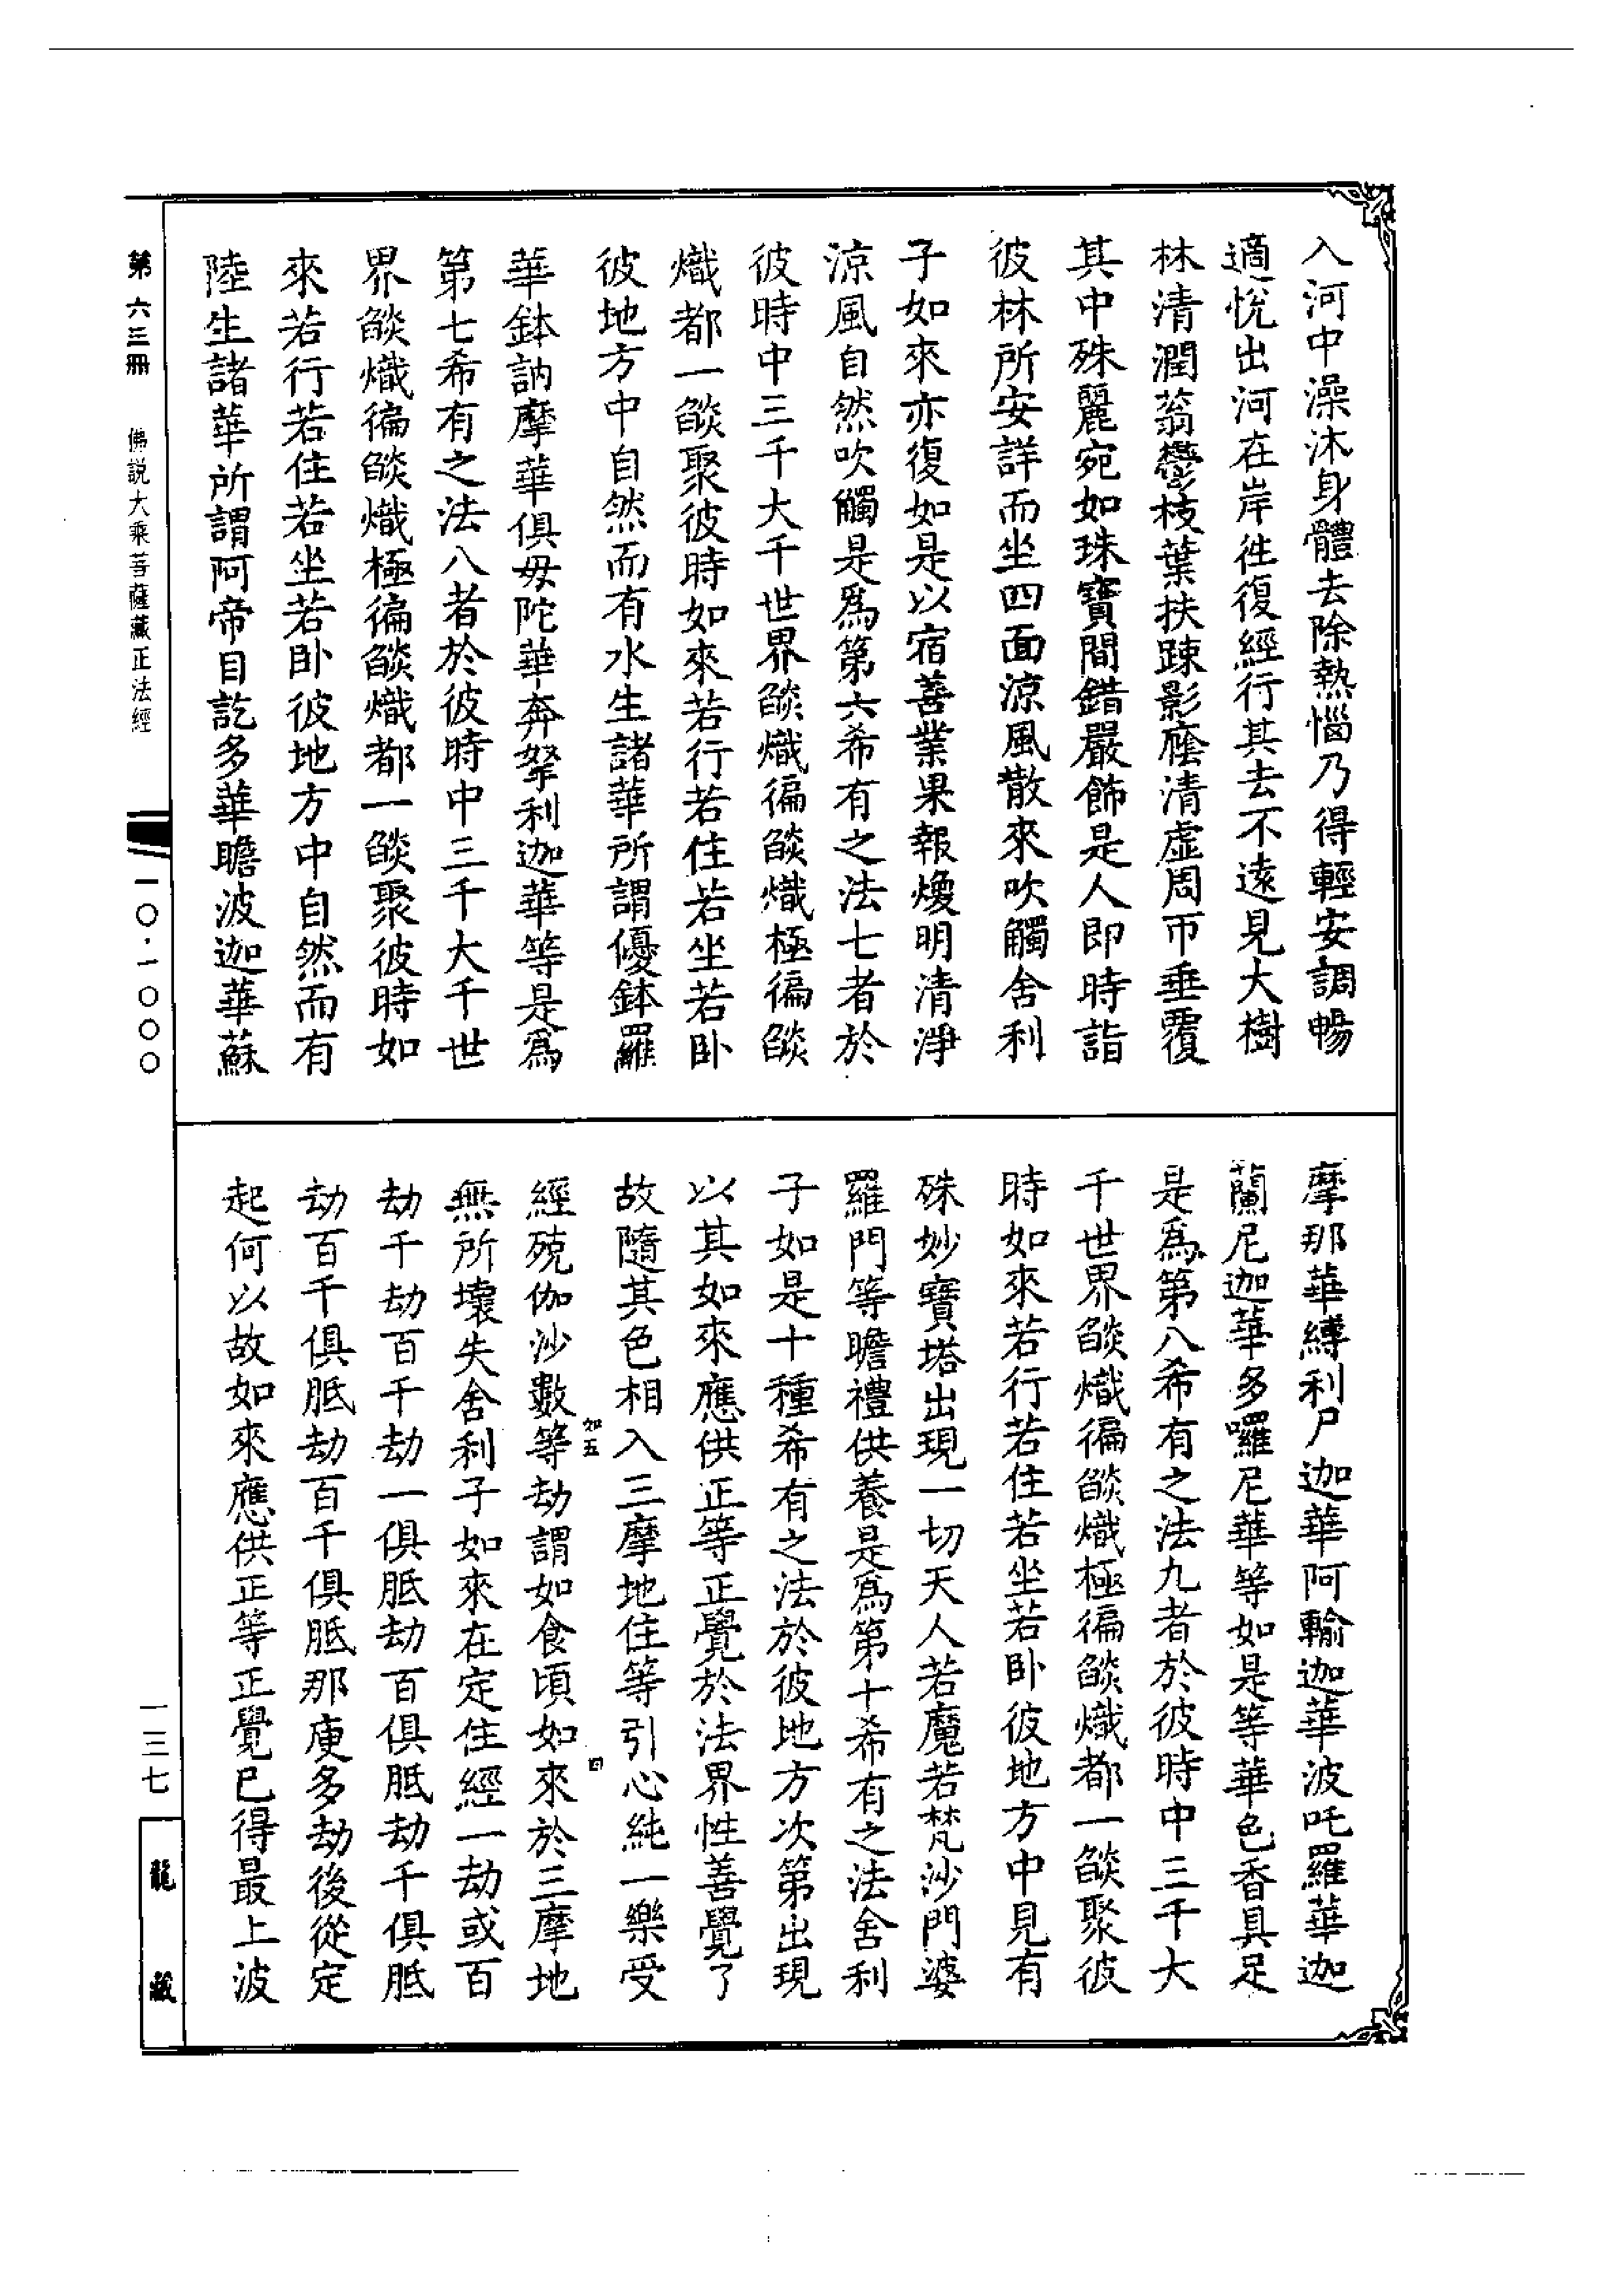 入河中澡沐身體去除熱惱乃得輕安調暢
適悅出河在岸徃復經行其去不遠見大樹
林清潤蓊鬱枝葉扶踈影廕清虛周帀垂覆
其中殊麗宛如珠寶間錯嚴飾是人即時詣
彼林所安詳而坐四面涼風散來吹觸舍利
子如來亦復如是以宿善業果報煥明清淨
涼風自然吹觸是爲第六希有之法七者於
彼時中三千大千世界燄熾徧燄熾極徧燄
熾都一燄聚彼時如來若行若住若坐若卧
彼地方中自然而有水生諸華所謂優鉢羅
華鉢訥摩華俱毋陀華奔拏利迦華等是爲
第七希有之法八者於彼時中三千大千世
界燄熾徧燄熾極徧燄熾都一燄聚彼時如
來若行若住若坐若卧彼地方中自然而有
陸生諸華所謂阿帝目訖多華瞻波迦華蘇
摩那華縛利尸迦華阿輸迦華波吒羅華迦
蘭尼迦華多囉尼華等如是等華色香具足
是爲第八希有之法九者於彼時中三千大
千世界燄熾徧燄熾極徧燄熾都一燄聚彼
時如來若行若住若坐若卧彼地方中見有
殊妙寶塔出現一切天人若魔若梵沙門婆
羅門等瞻禮供養是爲第十希有之法舍利
子如是十種希有之法於彼地方次第出現
以其如來應供正等正覺於法界性善覺了
故隨其色相入三摩地住等引心純一樂受
經殑伽沙數等劫謂如食頃如來於三摩地
無所壞失舍利子如來在定住經一劫或百
劫千劫百千劫一俱胝劫百俱胝劫千俱胝
劫百千俱胝劫百千俱胝那庾多劫後從定
起何以故如來應供正等正覺已得最上波
第六三冊 佛說大乘菩薩藏正法經
一〇·一〇〇〇
一三七
龍藏